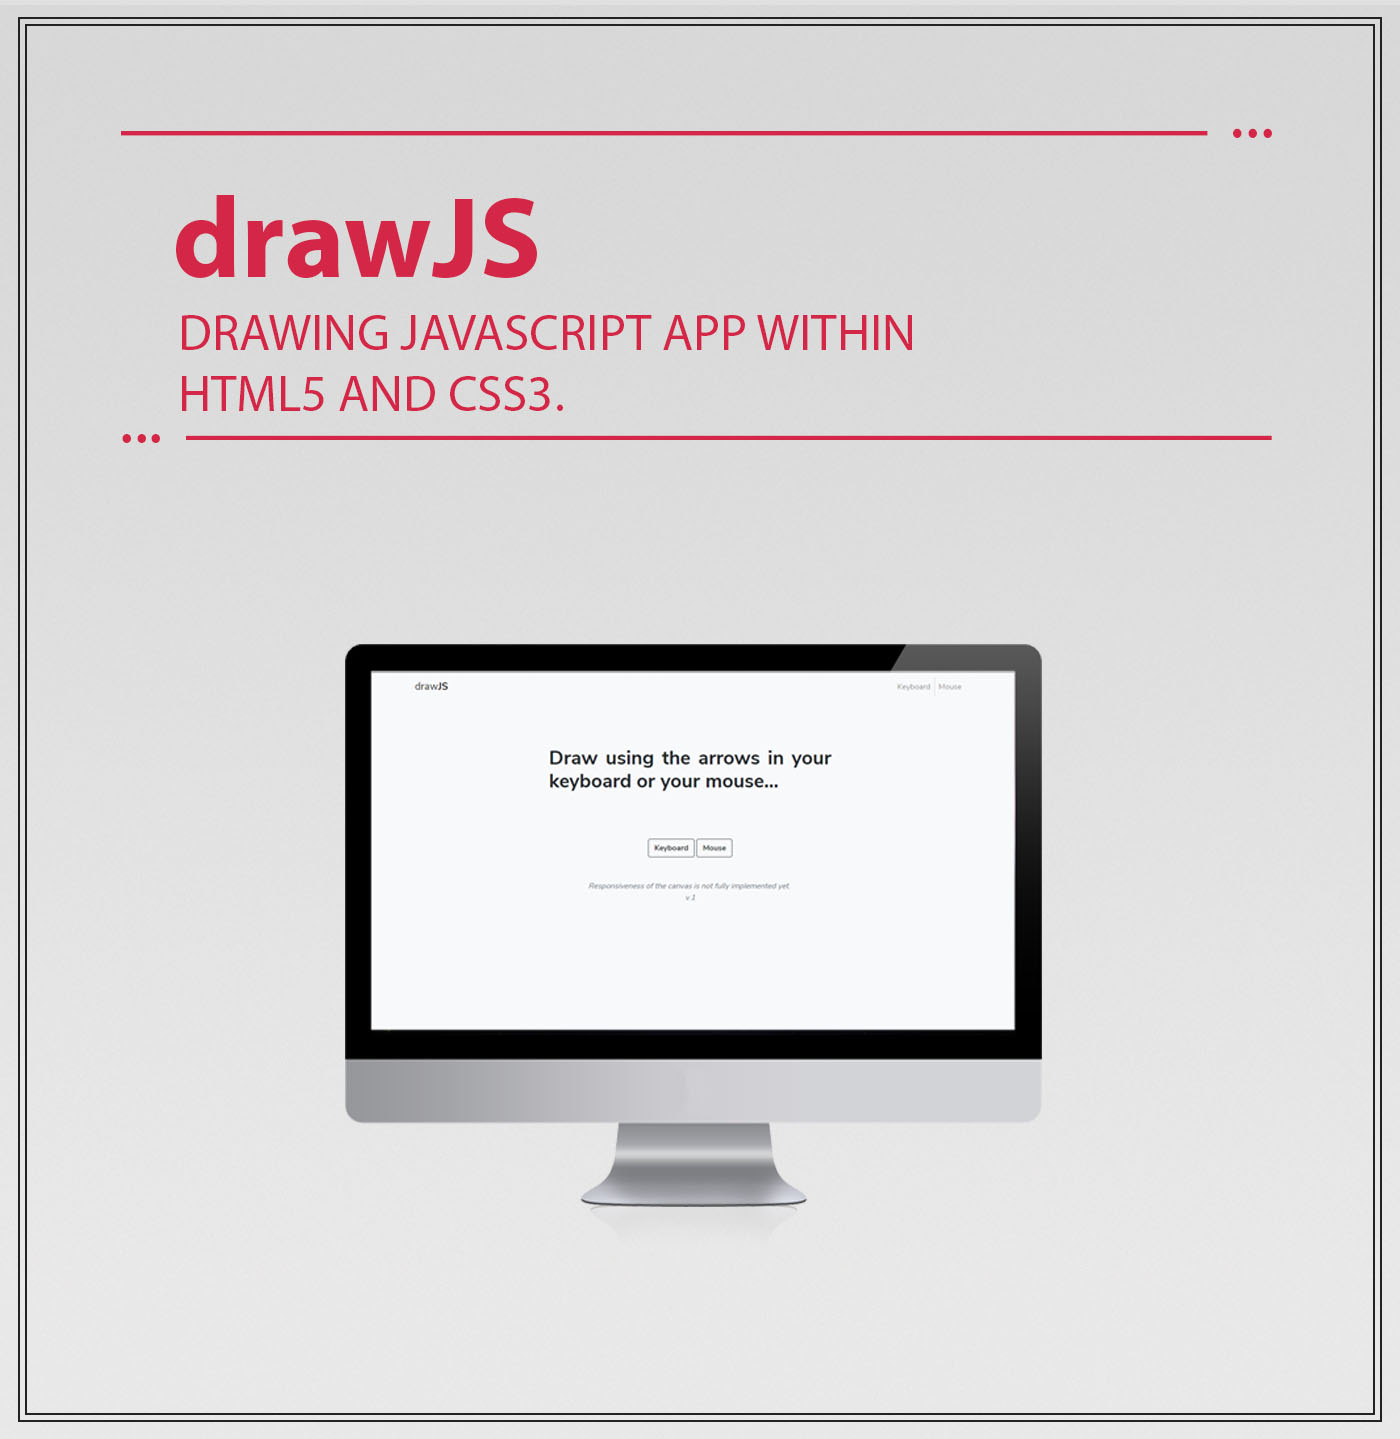 drawJS
DRAWING JAVASCRIPT APP WITHIN
HTML5 AND CSS3.
drawJS
Keyboard Mouse
Draw using the arrows in your
keyboard or your mouse...
Keyboard Mouse
Responsiveness of the canvas is not fully implemented yet.
v.1